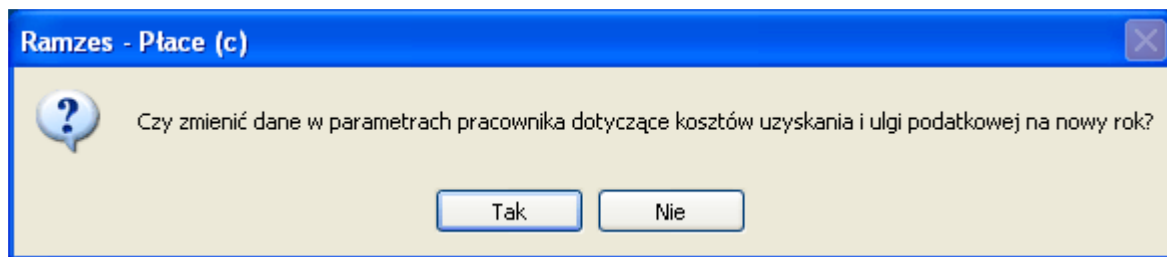 Ramzes - Płace (c)
Czy zmienić dane w parametrach pracownika dotyczące kosztów uzyskania i ulgi podatkowej na nowy rok?
Tak Nie